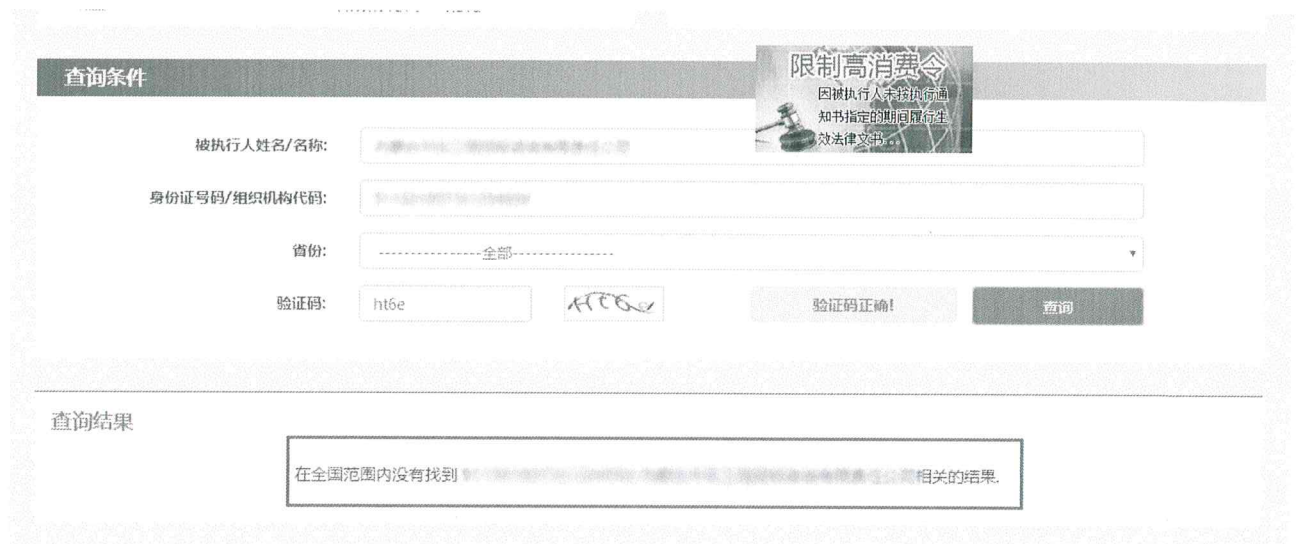 限制高消费令
查询条件
因被执行人未按执行通
知书指定的期间履行生
效法律文书...
被执行人姓名/名称:
身份证号码/组织机构代码:
省份: ----------------全部----------------
验证码: ht6e HT6e 验证码正确! 查询
查询结果
在全国范围内没有找到 相关的结果.